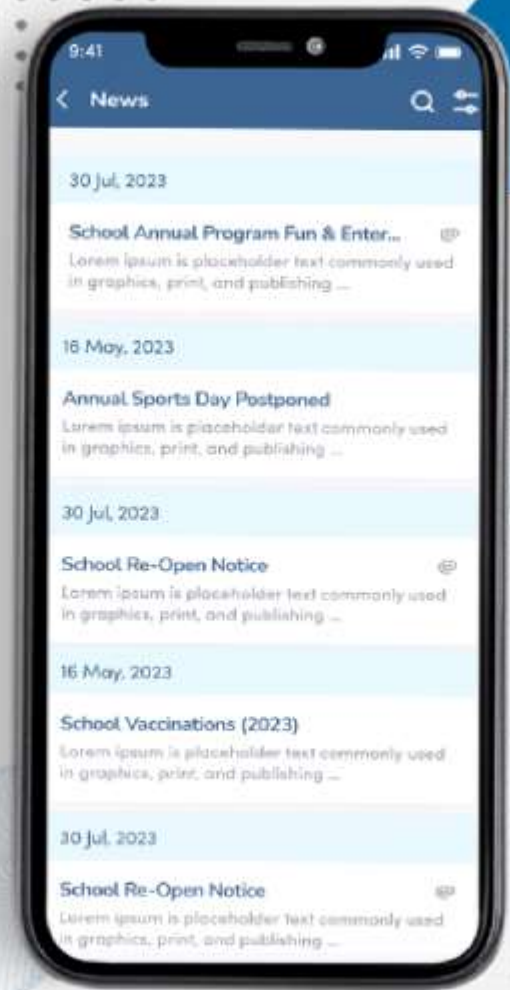 9:41
News
30 Jul, 2023
School Annual Program Fun & Enter...
Lorem ipsum is placeholder text commonly used
in graphics, print, and publishing ...
16 May, 2023
Annual Sports Day Postponed
Lorem ipsum is placeholder text commonly used
in graphics, print, and publishing ...
30 Jul, 2023
School Re-Open Notice
Lorem ipsum is placeholder text commonly used
in graphics, print, and publishing ...
16 May, 2023
School Vaccinations (2023)
Lorem ipsum is placeholder text commonly used
in graphics, print, and publishing ...
30 Jul, 2023
School Re-Open Notice
Lorem ipsum is placeholder text commonly used
in graphics, print, and publishing ...